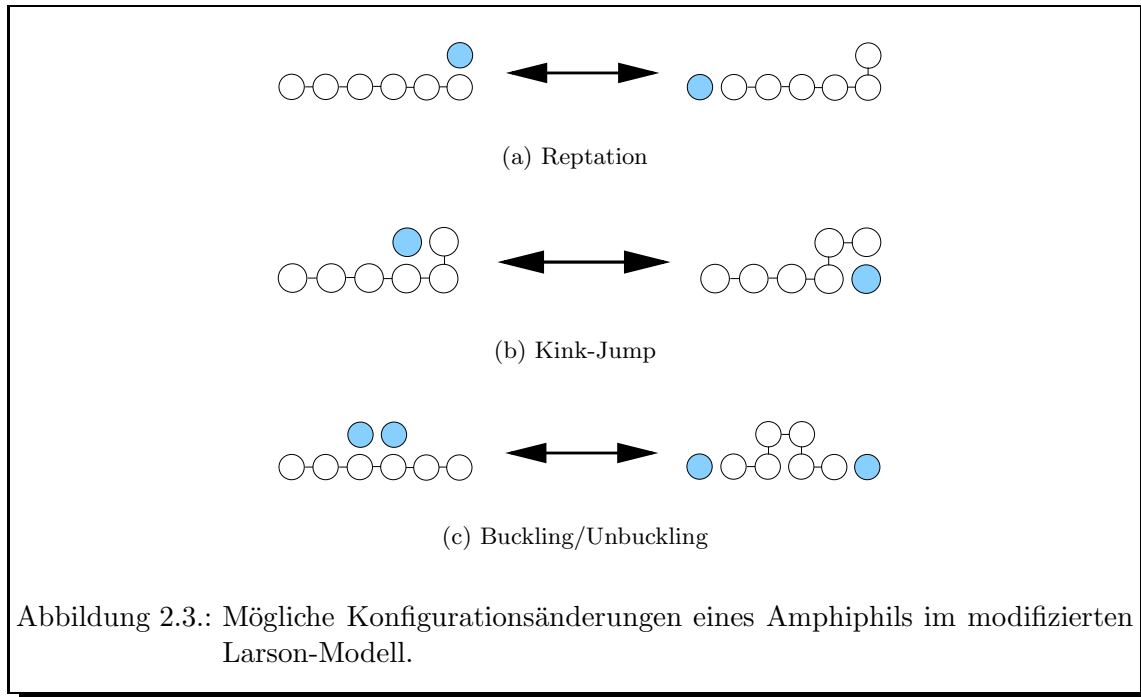 (a) Reptation
(b) Kink-Jump
(c) Buckling/Unbuckling
Abbildung 2.3.: Mögliche Konfigurationsänderungen eines Amphiphils im modifizierten
Larson-Modell.